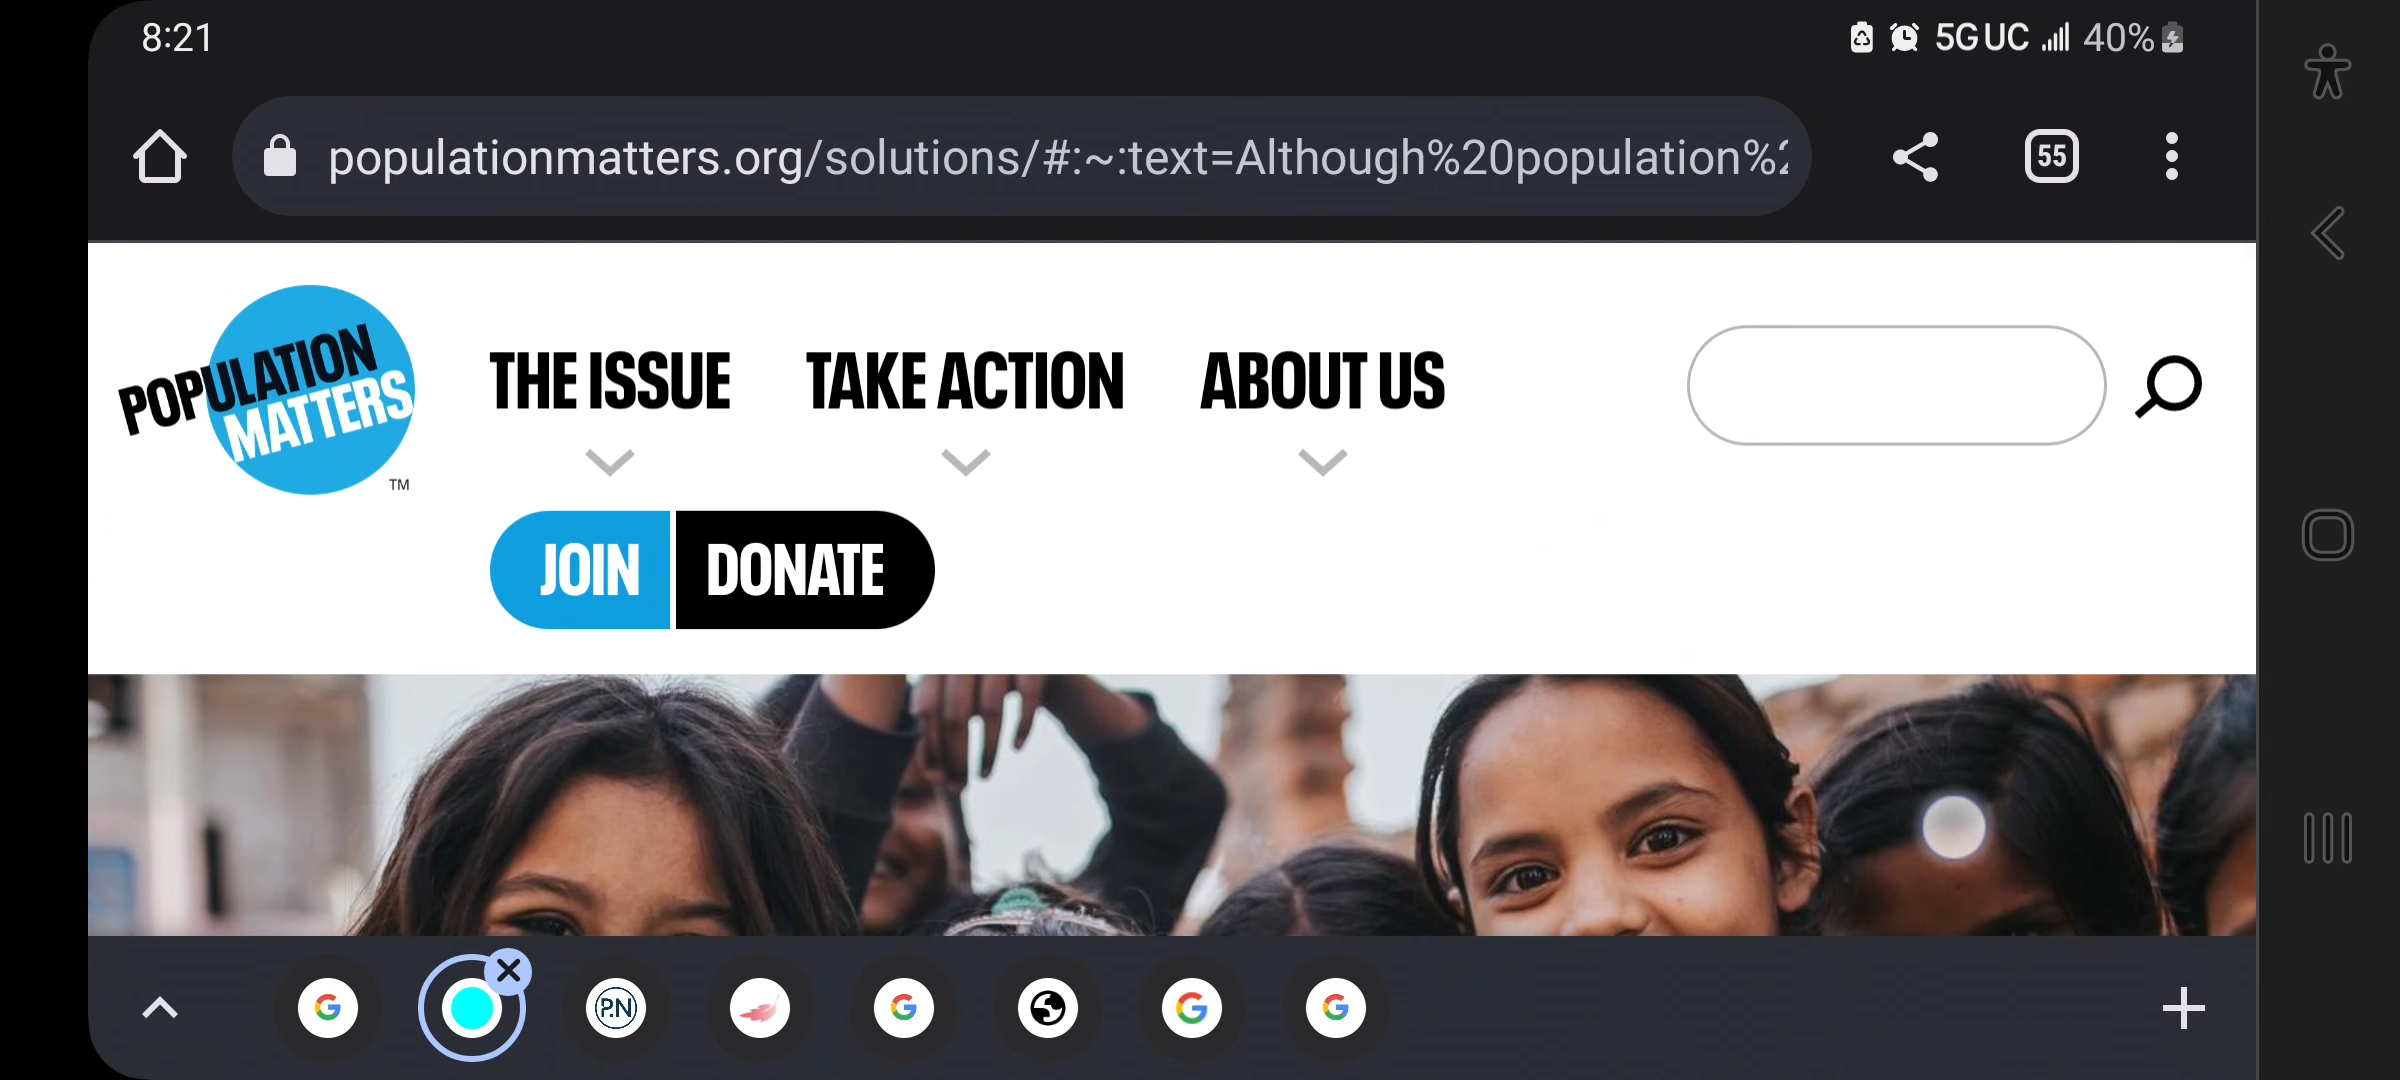 8:21
5G UC 40%
populationmatters.org/solutions/#:~:text=Although%20population%2
55
POPULATION
MATTERS
TM
THE ISSUE
TAKE ACTION
ABOUT US
JOIN
DONATE
G
P.N
G
G
G